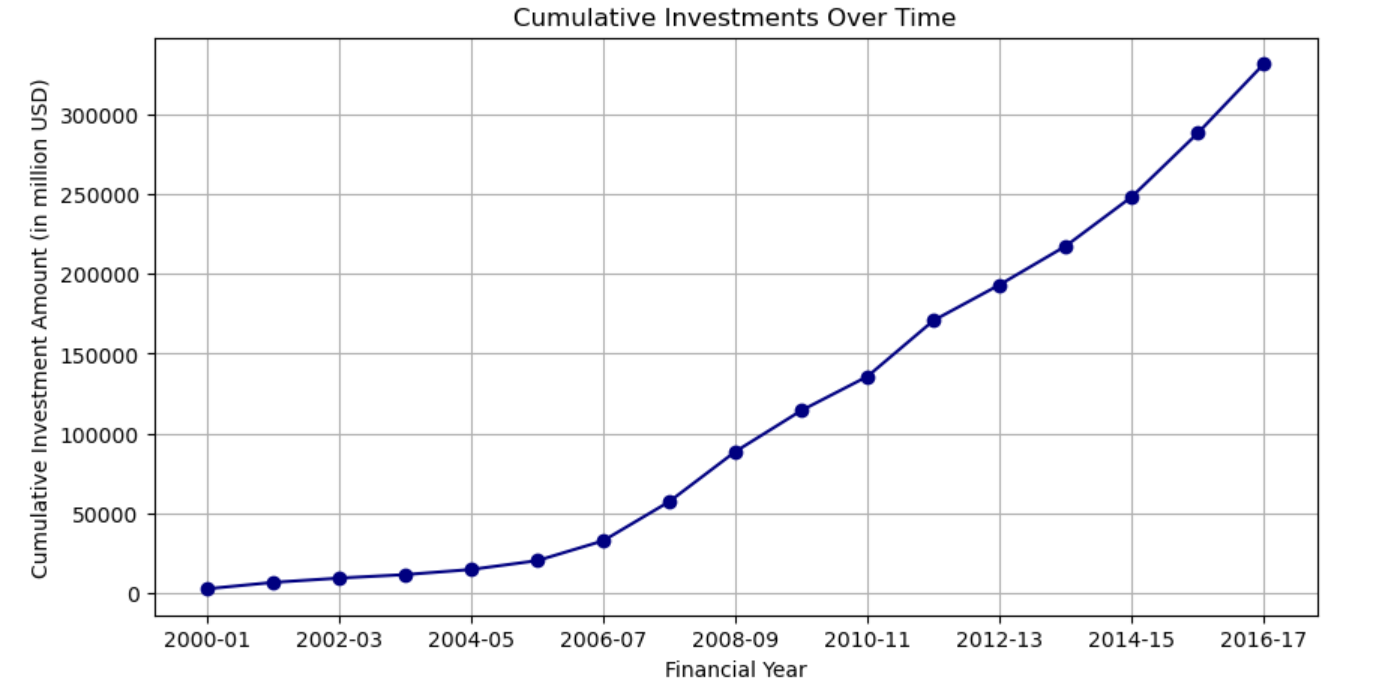 Cumulative Investments Over Time
Cumulative Investment Amount (in million USD)
300000
250000
200000
150000
100000
50000
0
2000-01 2002-03 2004-05 2006-07 2008-09 2010-11 2012-13 2014-15 2016-17
Financial Year